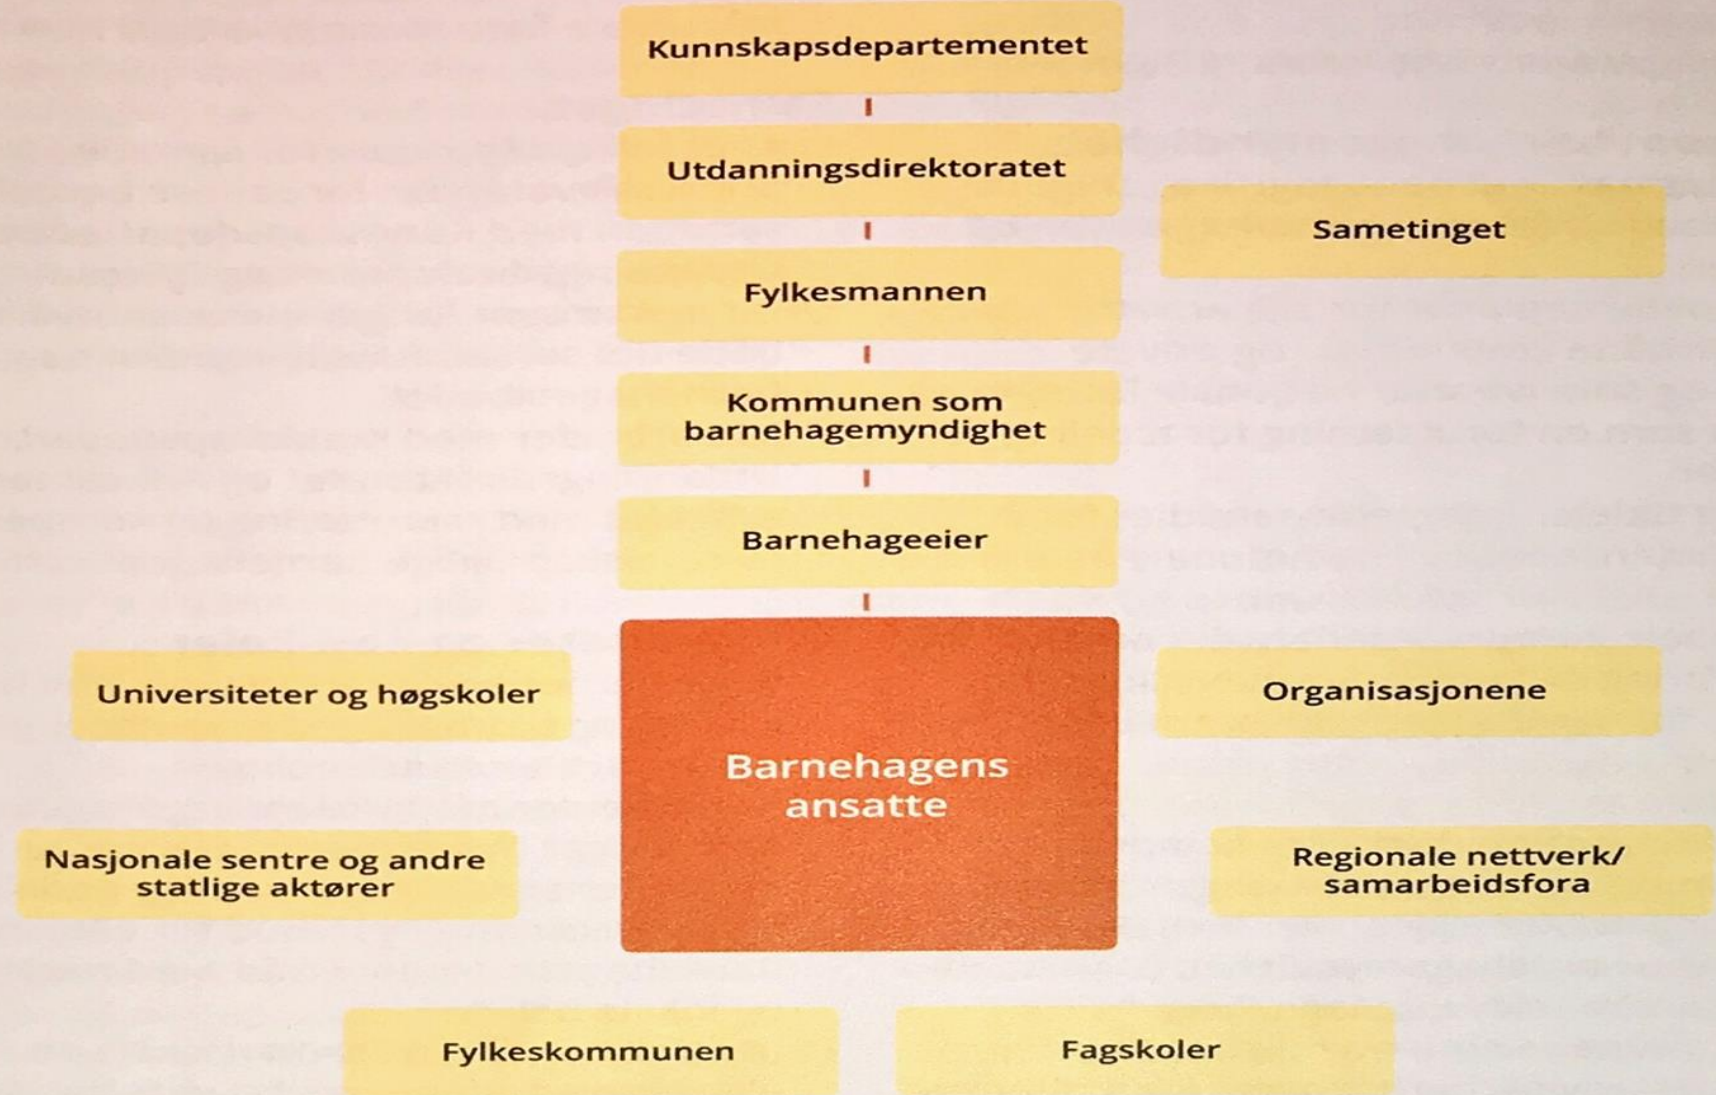 Kunnskapsdepartementet
Utdanningsdirektoratet
Sametinget
Fylkesmannen
Kommunen som
barnehagemyndighet
Barnehageeier
Universiteter og høgskoler
Organisasjonene
Barnehagens
ansatte
Nasjonale sentre og andre
statlige aktører
Regionale nettverk/
samarbeidsfora
Fylkeskommunen
Fagskoler